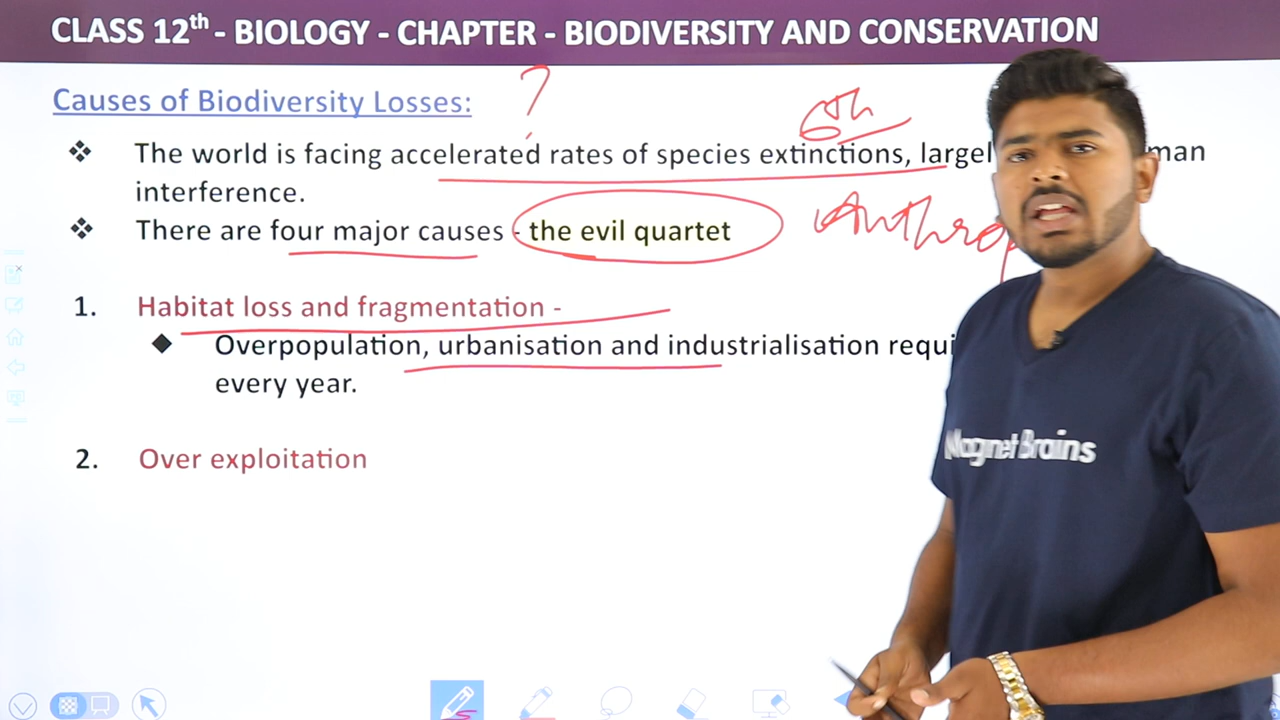 CLASS 12th - BIOLOGY - CHAPTER - BIODIVERSITY AND CONSERVATION
Causes of Biodiversity Losses:
?
6th
❖ The world is facing accelerated rates of species extinctions, largel man
interference.
❖ There are four major causes - the evil quartet
Anthrop
1. Habitat loss and fragmentation -
◆ Overpopulation, urbanisation and industrialisation requi
every year.
Magnet Brains
2. Over exploitation